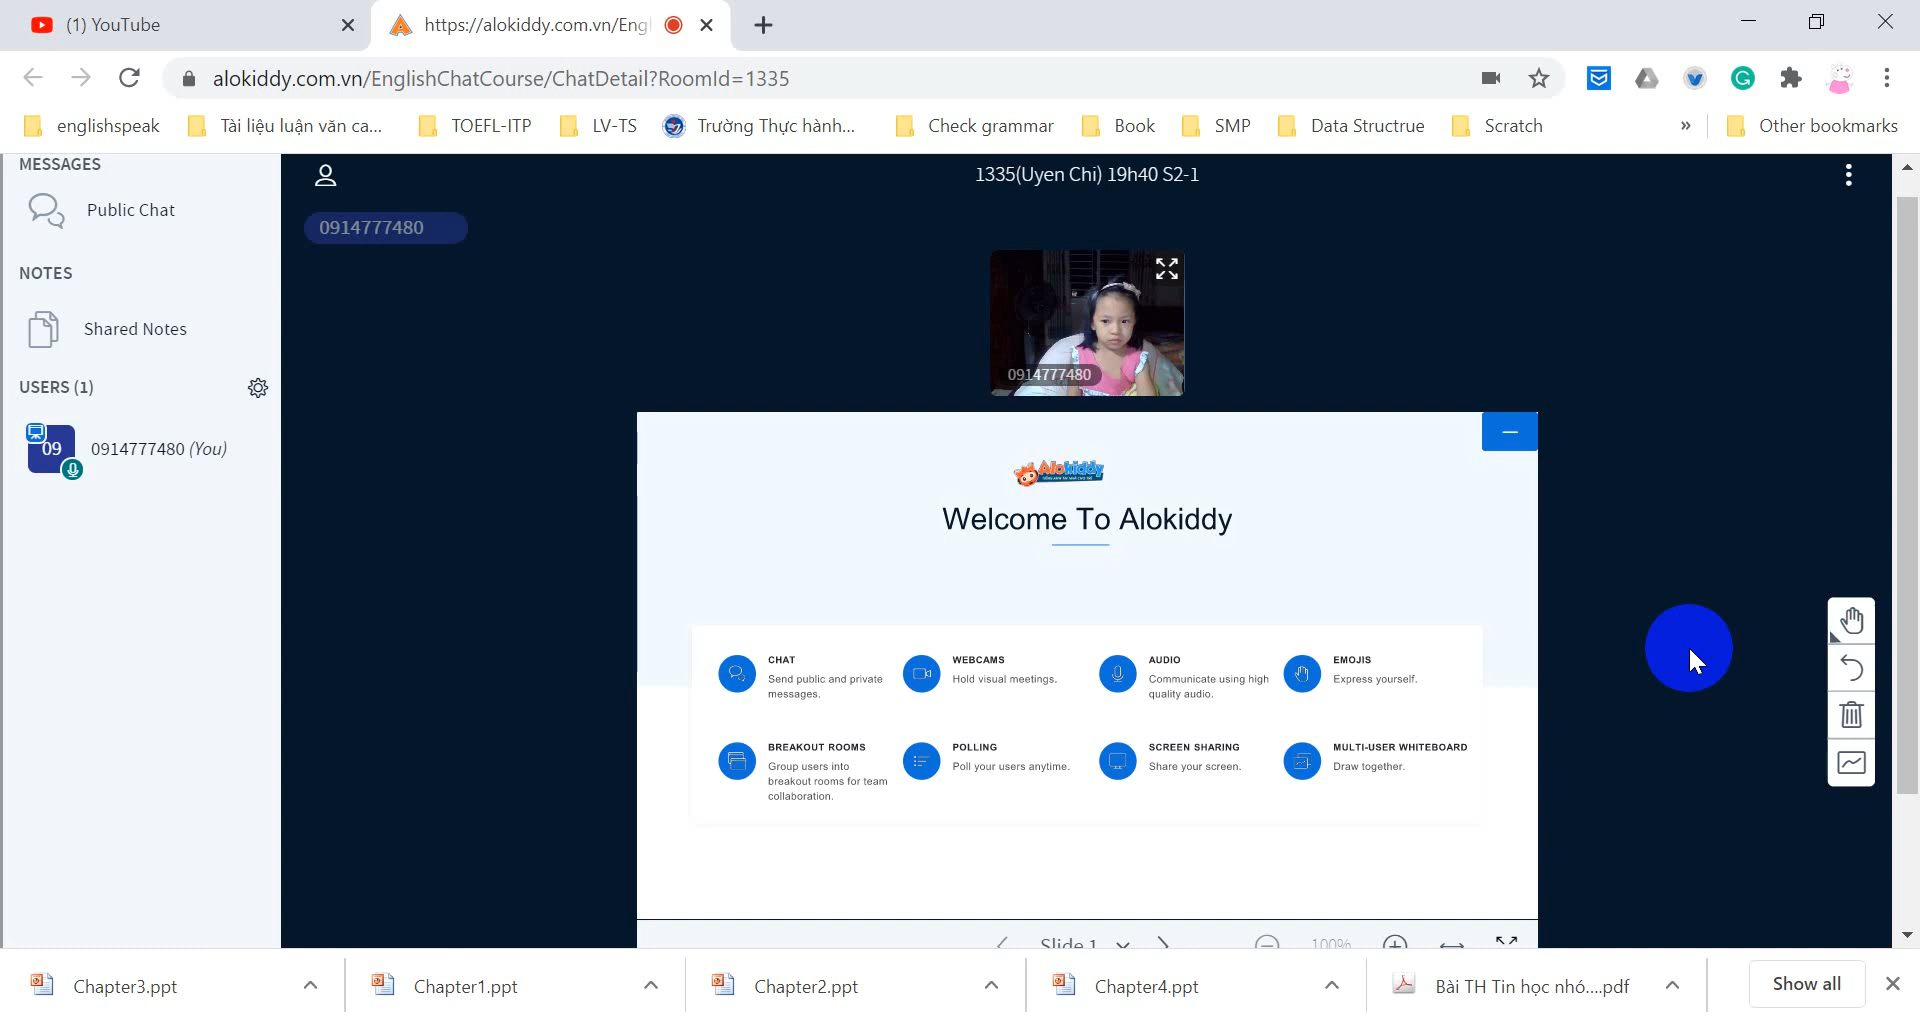 (1) YouTube
https://alokiddy.com.vn/Engl
alokiddy.com.vn/EnglishChatCourse/ChatDetail?RoomId=1335
englishspeak
Tài liệu luận văn ca...
TOEFL-ITP
LV-TS
Trường Thực hành...
Check grammar
Book
SMP
Data Structrue
Scratch
»
Other bookmarks
MESSAGES
Public Chat
NOTES
Shared Notes
USERS (1)
09
0914777480 (You)
1335(Uyen Chi) 19h40 S2-1
0914777480
0914777480
Alokiddy
Welcome To Alokiddy
CHAT
Send public and private
messages.
WEBCAMS
Hold visual meetings.
AUDIO
Communicate using high
quality audio.
EMOJIS
Express yourself.
BREAKOUT ROOMS
Group users into
breakout rooms for team
collaboration.
POLLING
Poll your users anytime.
SCREEN SHARING
Share your screen.
MULTI-USER WHITEBOARD
Draw together.
Slide 1
100%
Chapter3.ppt
Chapter1.ppt
Chapter2.ppt
Chapter4.ppt
Bài TH Tin học nhó....pdf
Show all